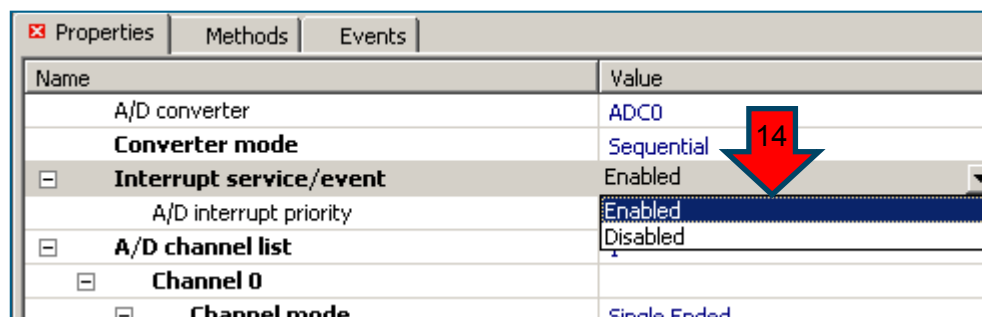 Properties Methods Events
Name Value
A/D converter ADC0
Converter mode Sequential
14
Interrupt service/event Enabled
A/D interrupt priority Enabled
Disabled
A/D channel list
Channel 0
Channel mode Single Ended